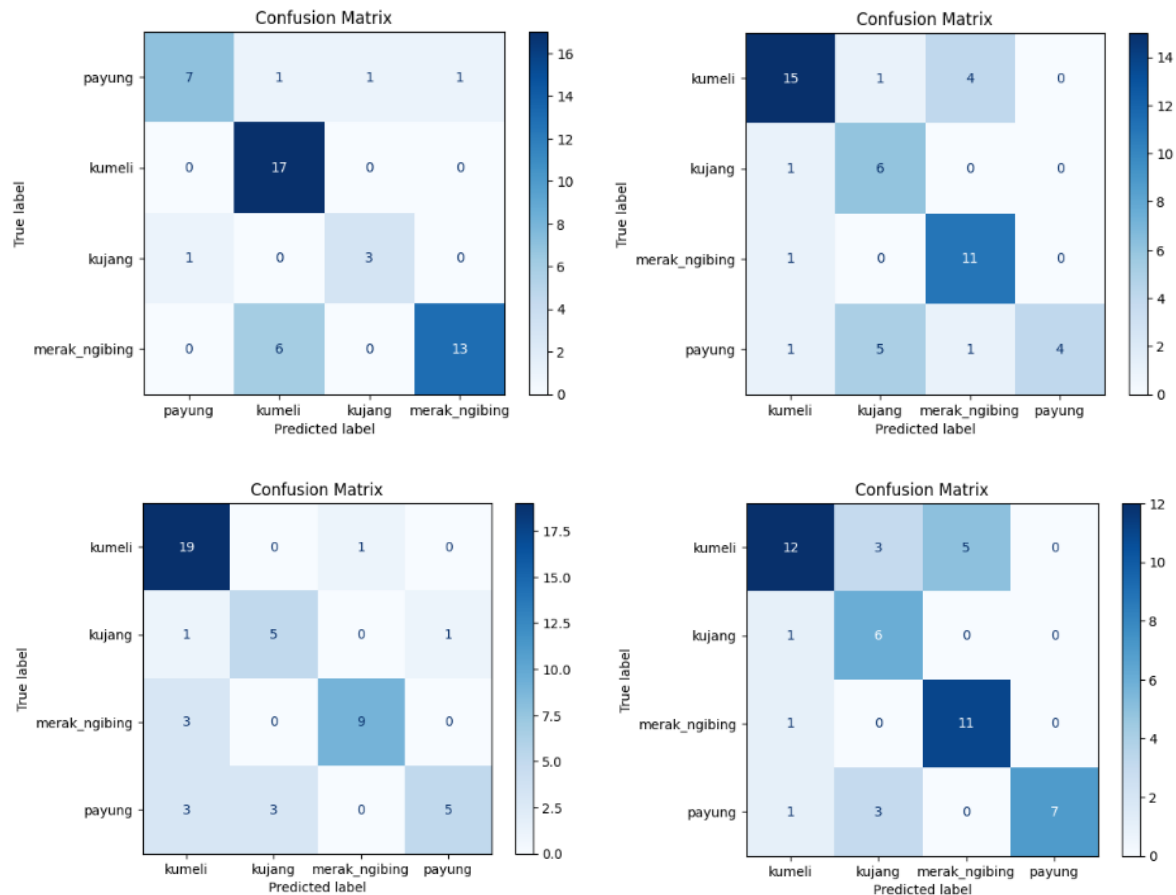 Confusion Matrix
payung 7 1 1 1
kumeli 0 17 0 0
kujang 1 0 3 0
merak_ngibing 0 6 0 13
payung kumeli kujang merak_ngibing
Predicted label
True label
16
14
12
10
8
6
4
2
0
Confusion Matrix
kumeli 15 1 4 0
kujang 1 6 0 0
merak_ngibing 1 0 11 0
payung 1 5 1 4
kumeli kujang merak_ngibing payung
Predicted label
True label
14
12
10
8
6
4
2
0
Confusion Matrix
kumeli 19 0 1 0
kujang 1 5 0 1
merak_ngibing 3 0 9 0
payung 3 3 0 5
kumeli kujang merak_ngibing payung
Predicted label
True label
17.5
15.0
12.5
10.0
7.5
5.0
2.5
0.0
Confusion Matrix
kumeli 12 3 5 0
kujang 1 6 0 0
merak_ngibing 1 0 11 0
payung 1 3 0 7
kumeli kujang merak_ngibing payung
Predicted label
True label
12
10
8
6
4
2
0